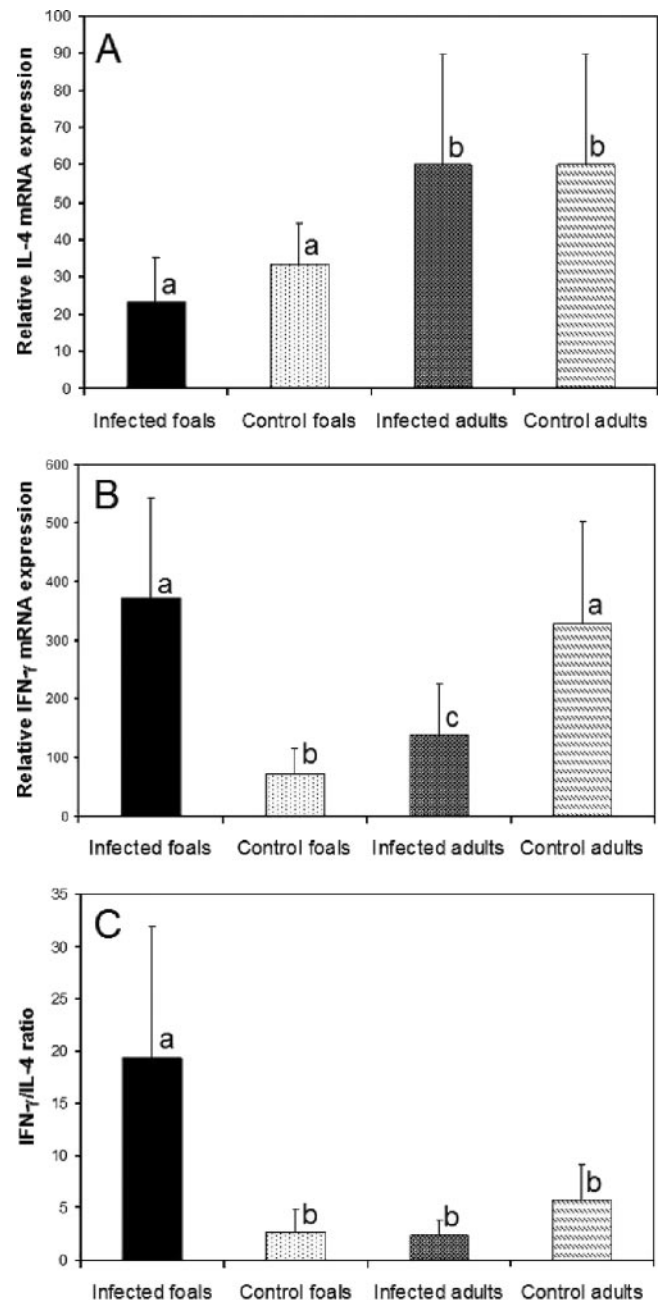 A
Relative IL-4 mRNA expression
100
90
80
70
60
50
40
30
20
10
0
a
a
b
b
Infected foals
Control foals
Infected adults
Control adults
B
Relative IFN-γ mRNA expression
600
500
400
300
200
100
0
a
b
c
a
Infected foals
Control foals
Infected adults
Control adults
C
IFN-γ/IL-4 ratio
35
30
25
20
15
10
5
0
a
b
b
b
Infected foals
Control foals
Infected adults
Control adults